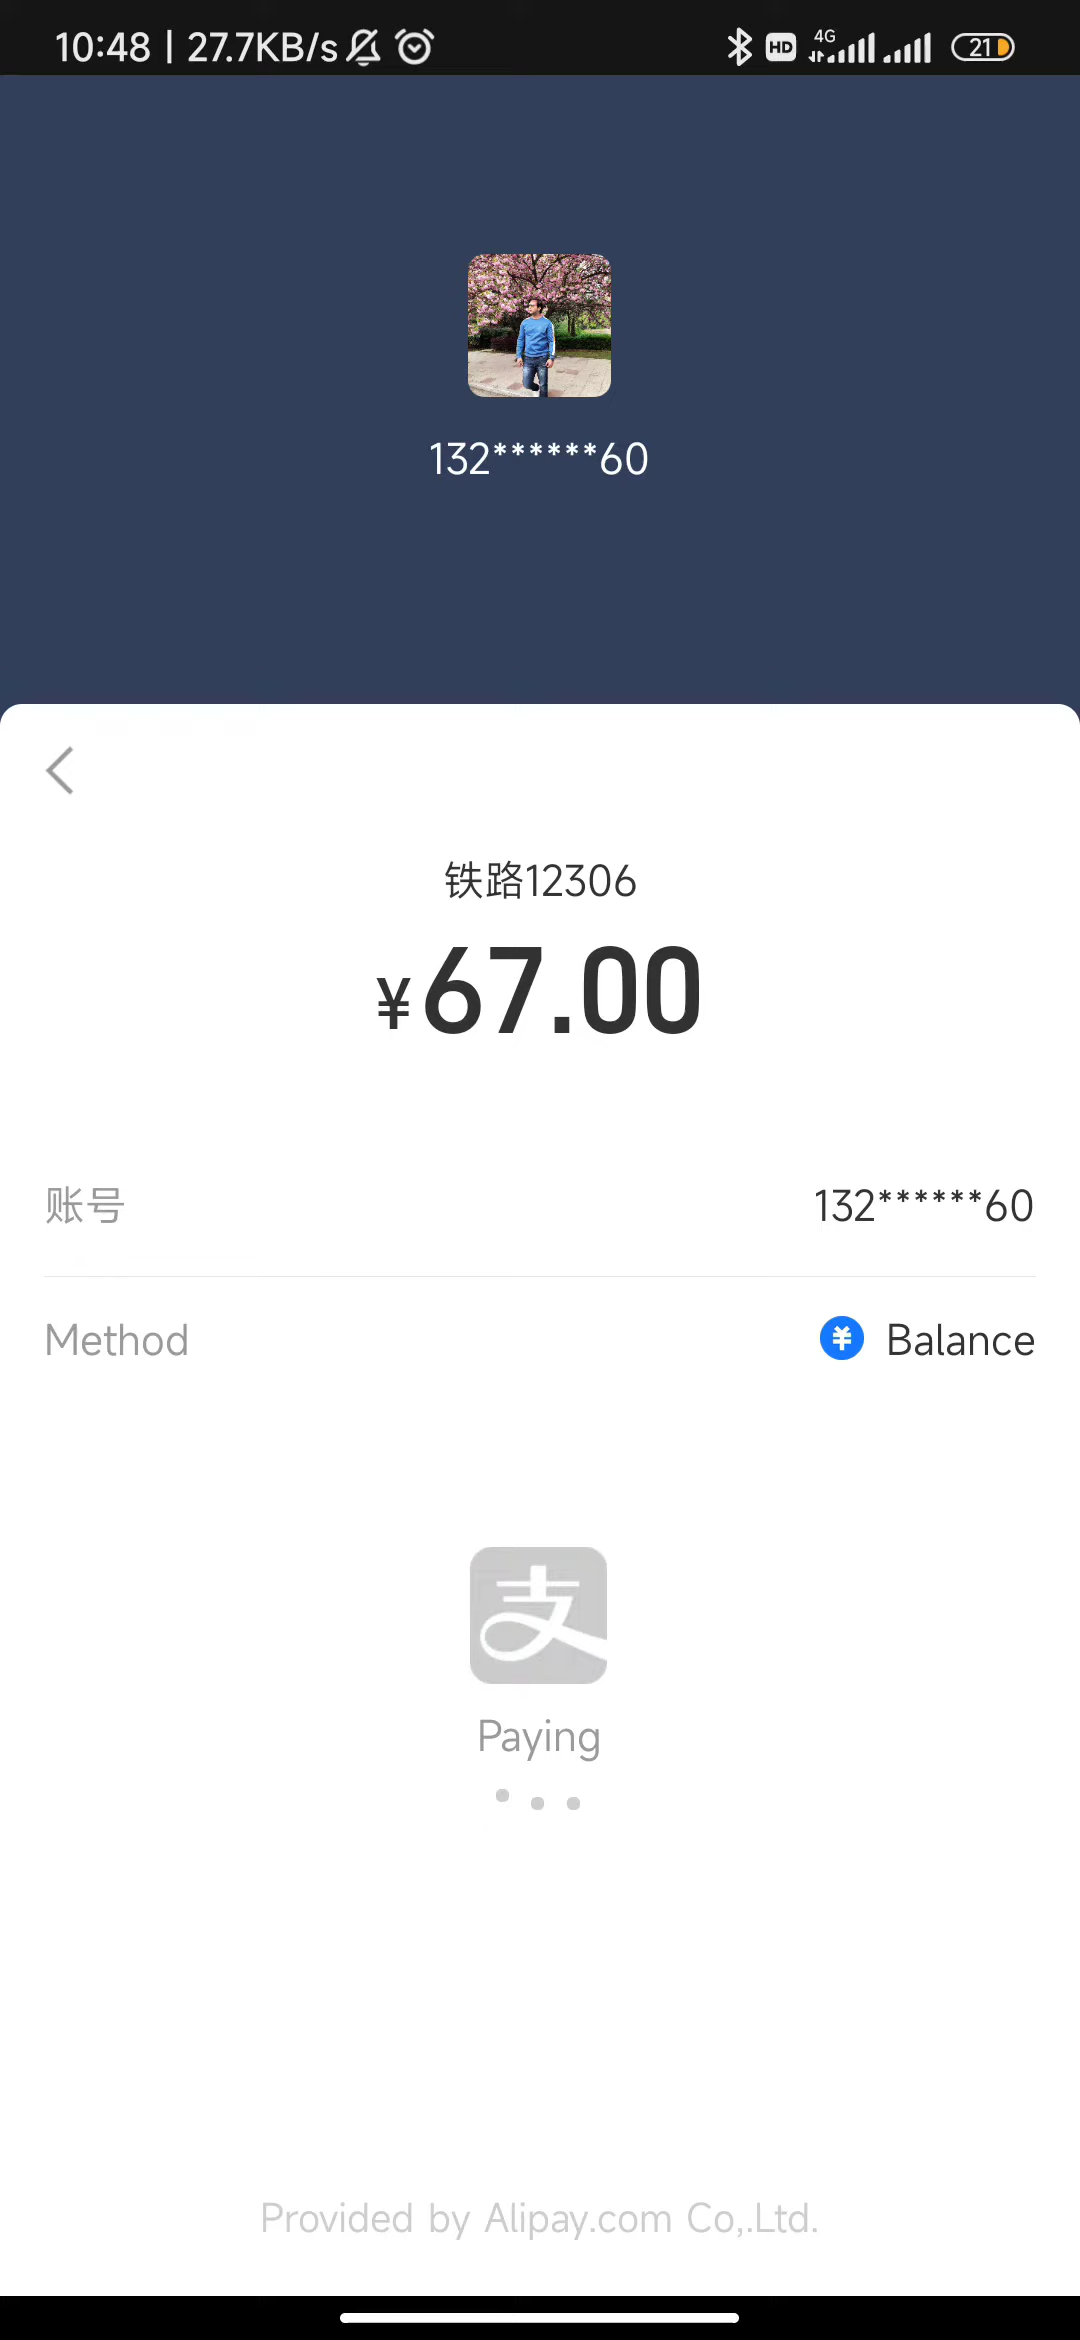 10:48 | 27.7KB/s
HD 4G 21
132******60
铁路12306
¥67.00
账号 132******60
Method ¥ Balance
支
Paying
Provided by Alipay.com Co,.Ltd.